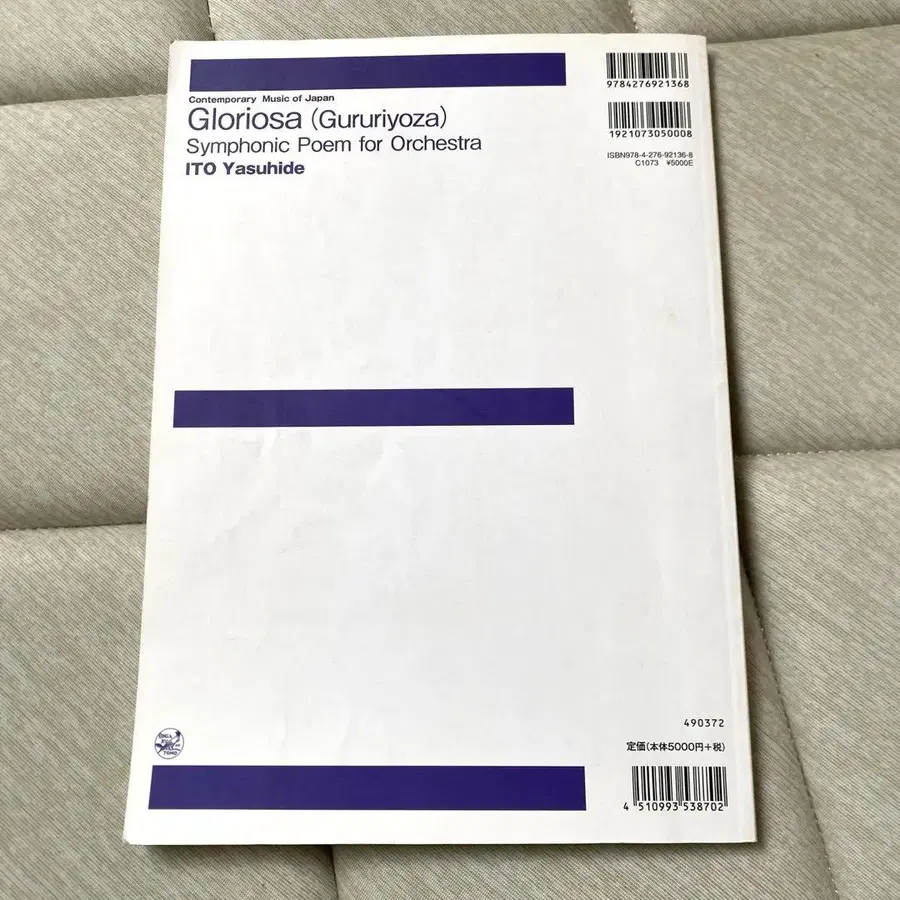 Contemporary Music of Japan
Gloriosa (Gururiyoza)
Symphonic Poem for Orchestra
ITO Yasuhide
9784276921368
1921073050008
ISBN978-4-276-92136-8
C1073 ¥5000E
490372
定価(本体5000円+税)
4 510993 538702